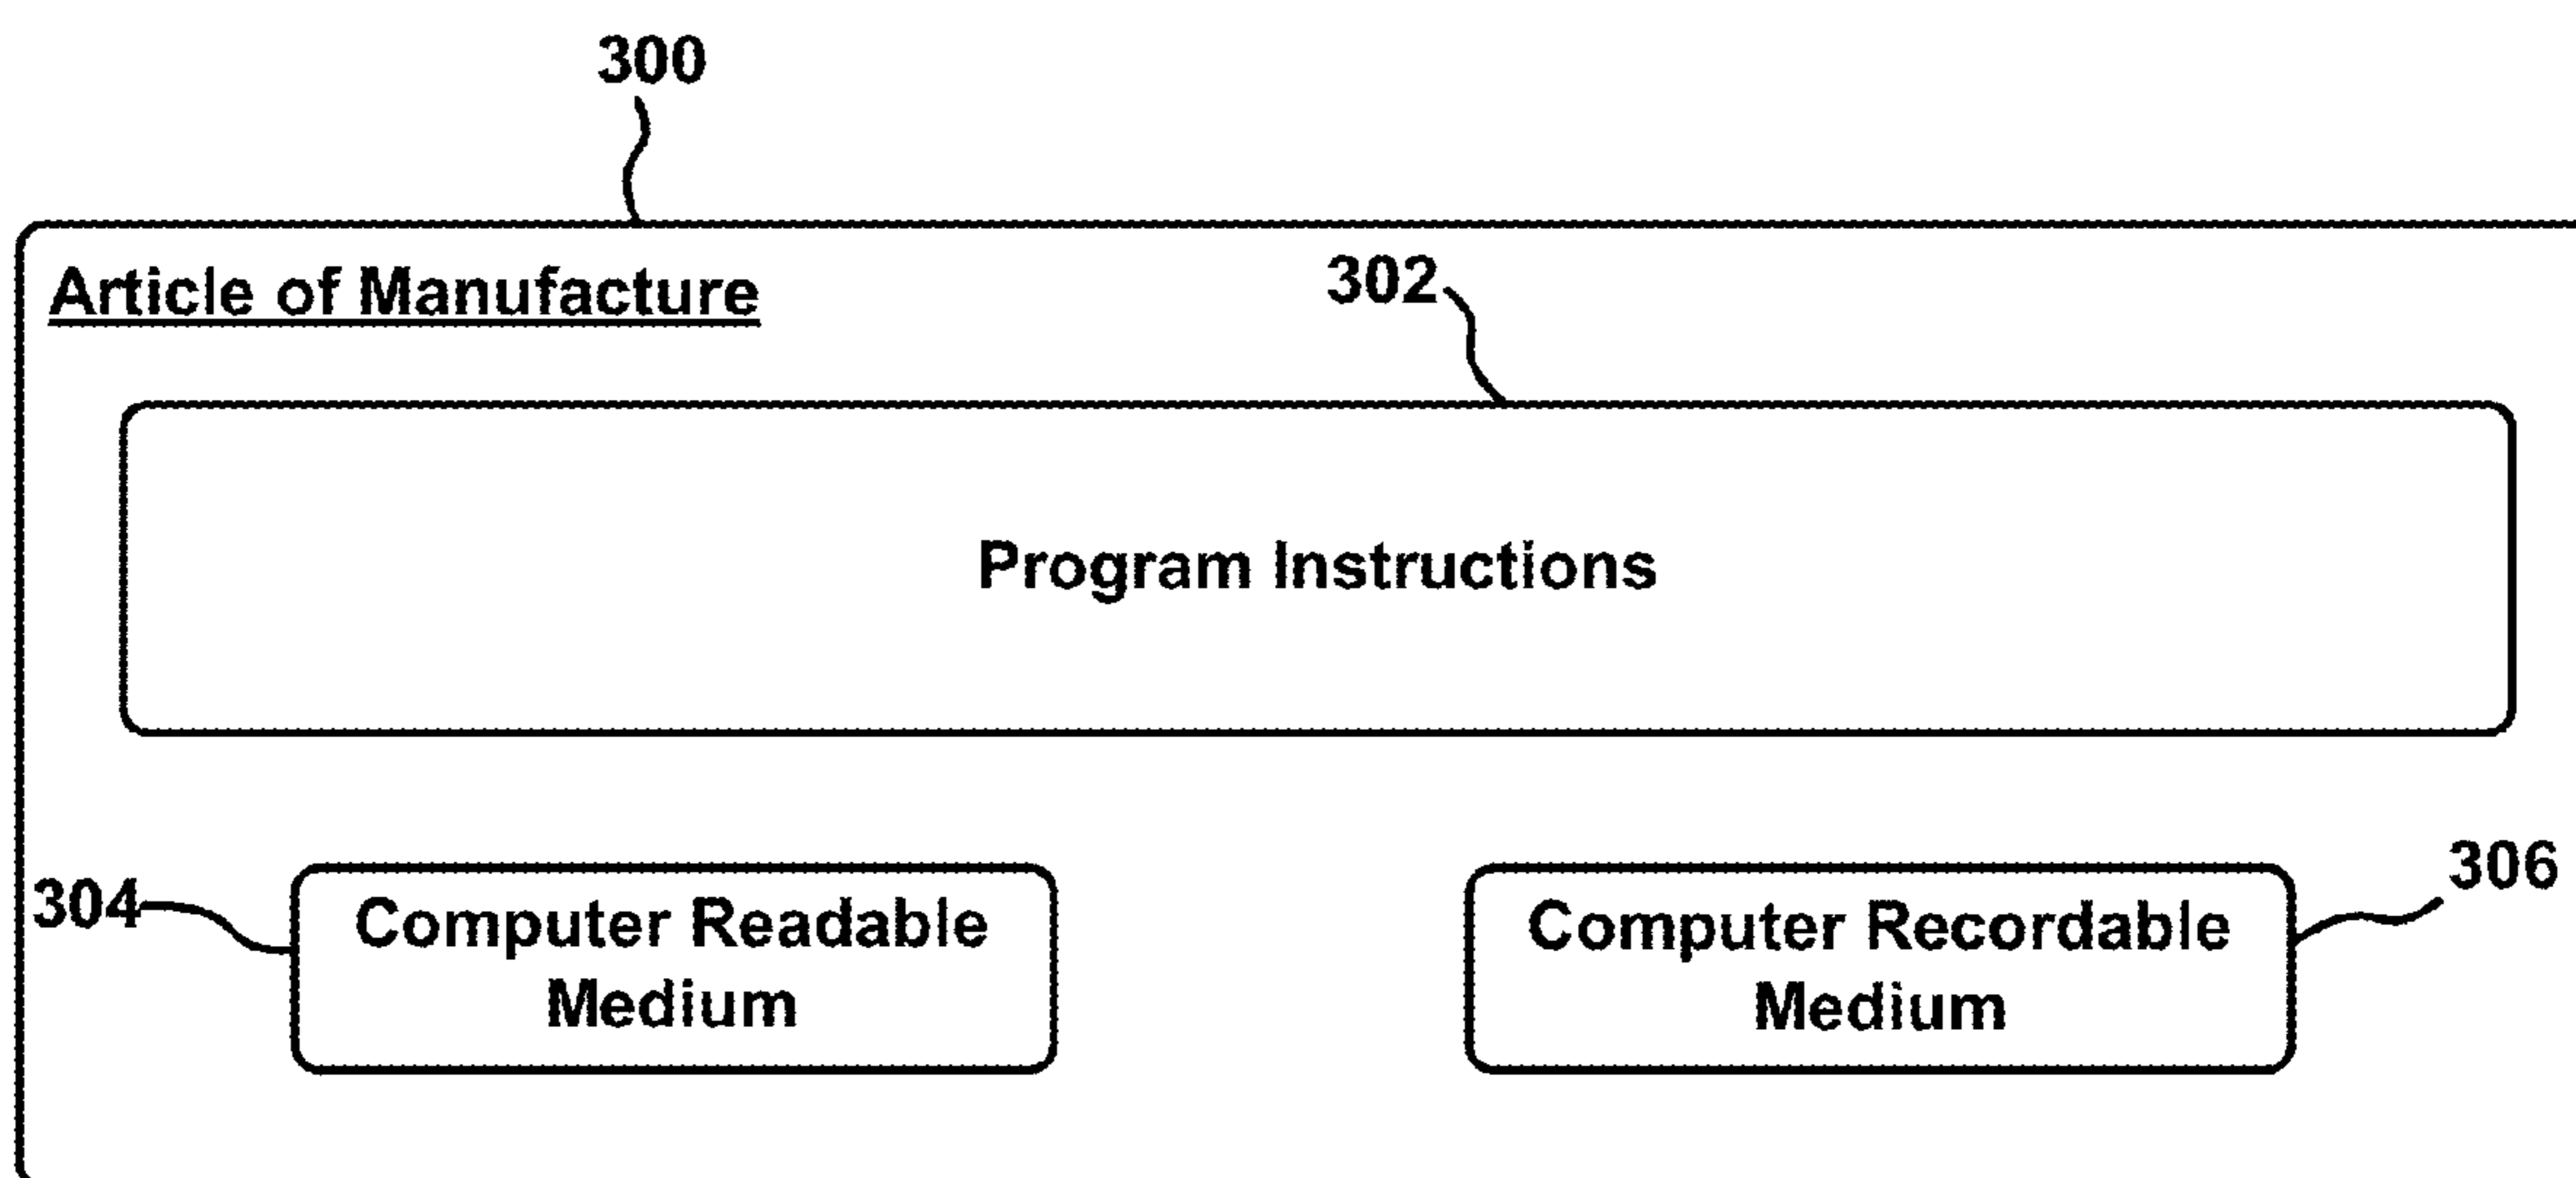 300
Article of Manufacture
302
Program Instructions
304
Computer Readable
Medium
Computer Recordable
Medium
306